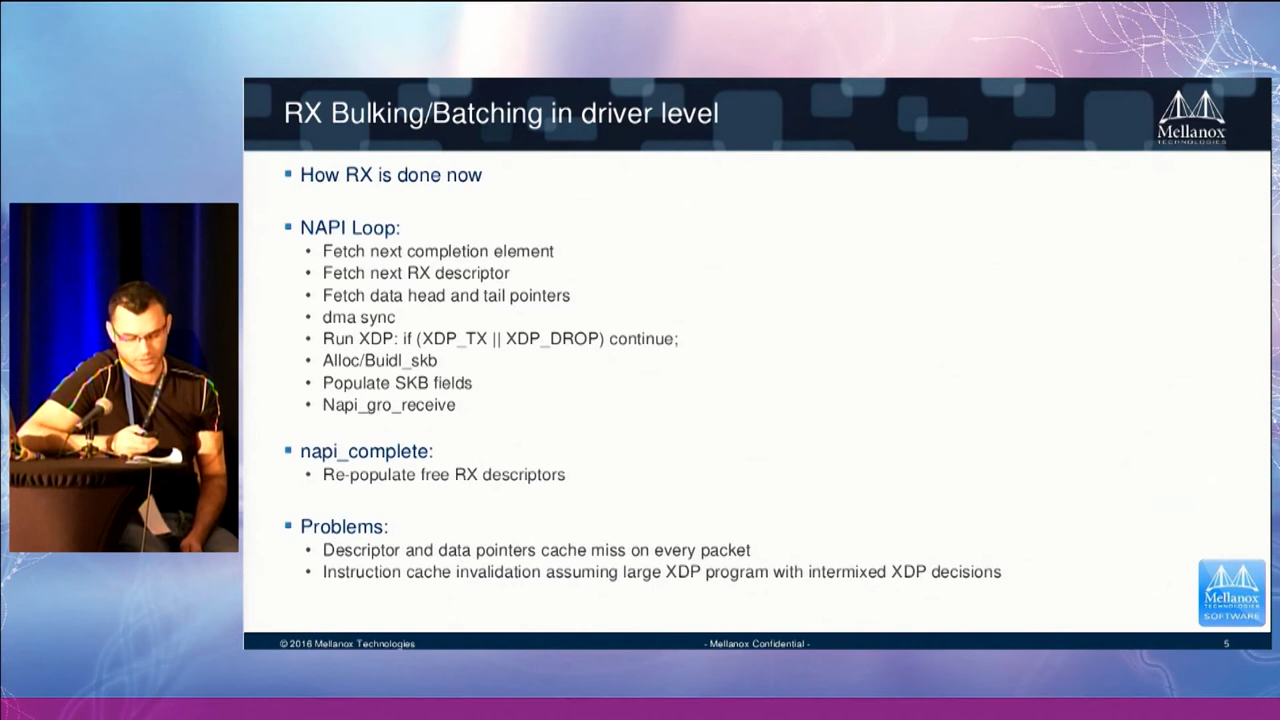 RX Bulking/Batching in driver level
Mellanox
TECHNOLOGIES
How RX is done now
NAPI Loop:
• Fetch next completion element
• Fetch next RX descriptor
• Fetch data head and tail pointers
• dma sync
• Run XDP: if (XDP_TX || XDP_DROP) continue;
• Alloc/Buidl_skb
• Populate SKB fields
• Napi_gro_receive
napi_complete:
• Re-populate free RX descriptors
Problems:
• Descriptor and data pointers cache miss on every packet
• Instruction cache invalidation assuming large XDP program with intermixed XDP decisions
Mellanox
TECHNOLOGIES
SOFTWARE
© 2016 Mellanox Technologies
- Mellanox Confidential -
5